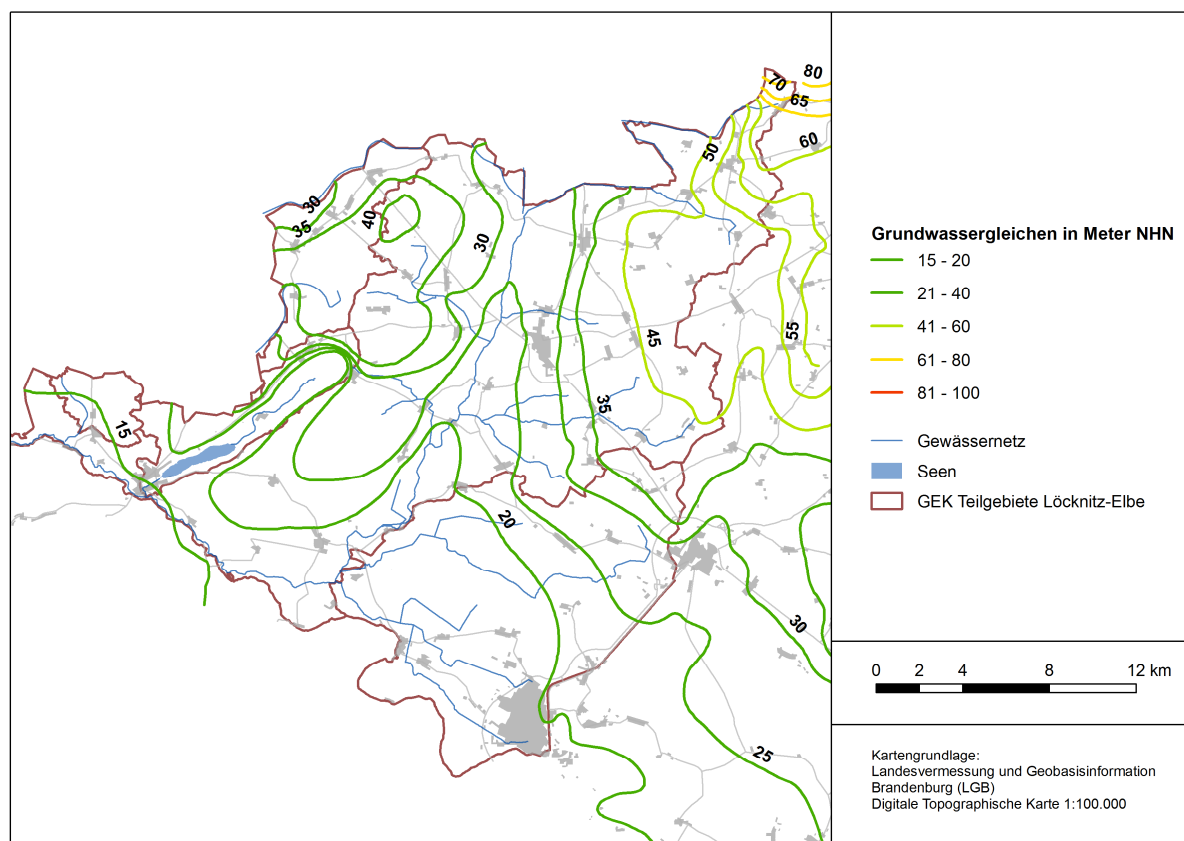 80
70
65
60
50
30
35
40
30
45
55
35
15
20
30
25
Grundwassergleichen in Meter NHN
15 - 20
21 - 40
41 - 60
61 - 80
81 - 100
Gewässernetz
Seen
GEK Teilgebiete Löcknitz-Elbe
0 2 4 8 12 km
Kartengrundlage:
Landesvermessung und Geobasisinformation
Brandenburg (LGB)
Digitale Topographische Karte 1:100.000